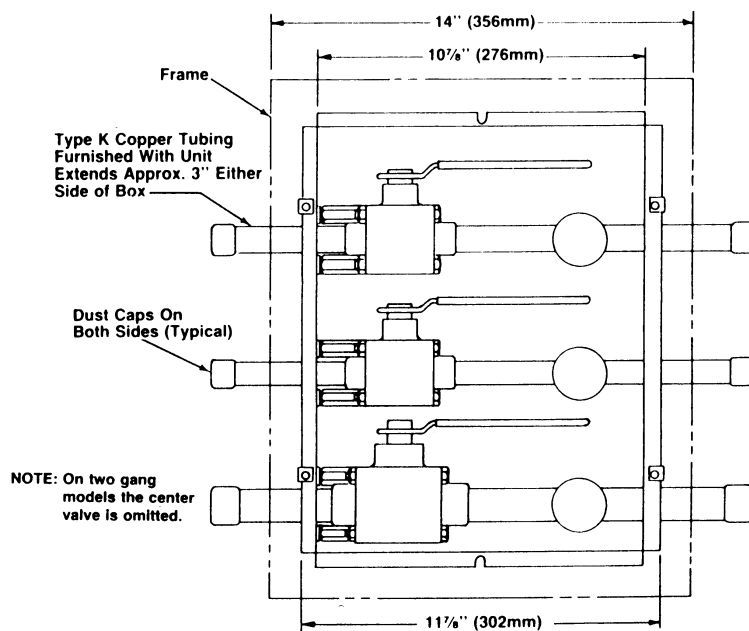 14'' (356mm)
10⅞'' (276mm)
Frame
Type K Copper Tubing
Furnished With Unit
Extends Approx. 3'' Either
Side of Box
Dust Caps On
Both Sides (Typical)
NOTE: On two gang
models the center
valve is omitted.
11⅞'' (302mm)